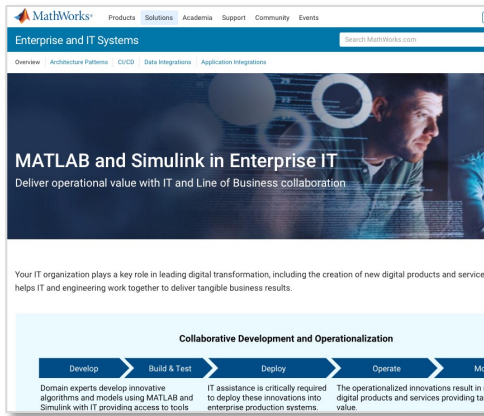 MathWorks®
Products Solutions Academia Support Community Events
Enterprise and IT Systems
Search MathWorks.com
Overview Architecture Patterns CI/CD Data Integrations Application Integrations
MATLAB and Simulink in Enterprise IT
Deliver operational value with IT and Line of Business collaboration
Your IT organization plays a key role in leading digital transformation, including the creation of new digital products and service
helps IT and engineering work together to deliver tangible business results.
Collaborative Development and Operationalization
Develop Build & Test Deploy Operate Mo
Domain experts develop innovative IT assistance is critically required The operationalized innovations result in
algorithms and models using MATLAB and to deploy these innovations into digital products and services providing ta
Simulink with IT providing access to tools enterprise production systems. value.